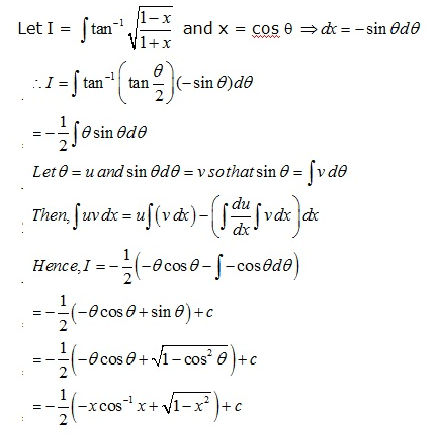 Let I = ∫ tan⁻¹ √((1−x)/(1+x)) and x = cos θ ⇒ dx = −sin θdθ
∴ I = ∫ tan⁻¹(tan θ/2)(−sin θ)dθ
= −1/2 ∫ θ sin θdθ
Let θ = u and sin θdθ = v so that sin θ = ∫ v dθ
Then, ∫ uv dx = u∫(v dx) − (∫ du/dx ∫ v dx) dx
Hence, I = −1/2 (−θ cos θ − ∫ −cos θdθ)
= −1/2 (−θ cos θ + sin θ) + c
= −1/2 (−θ cos θ + √(1 − cos² θ)) + c
= −1/2 (−x cos⁻¹ x + √(1 − x²)) + c